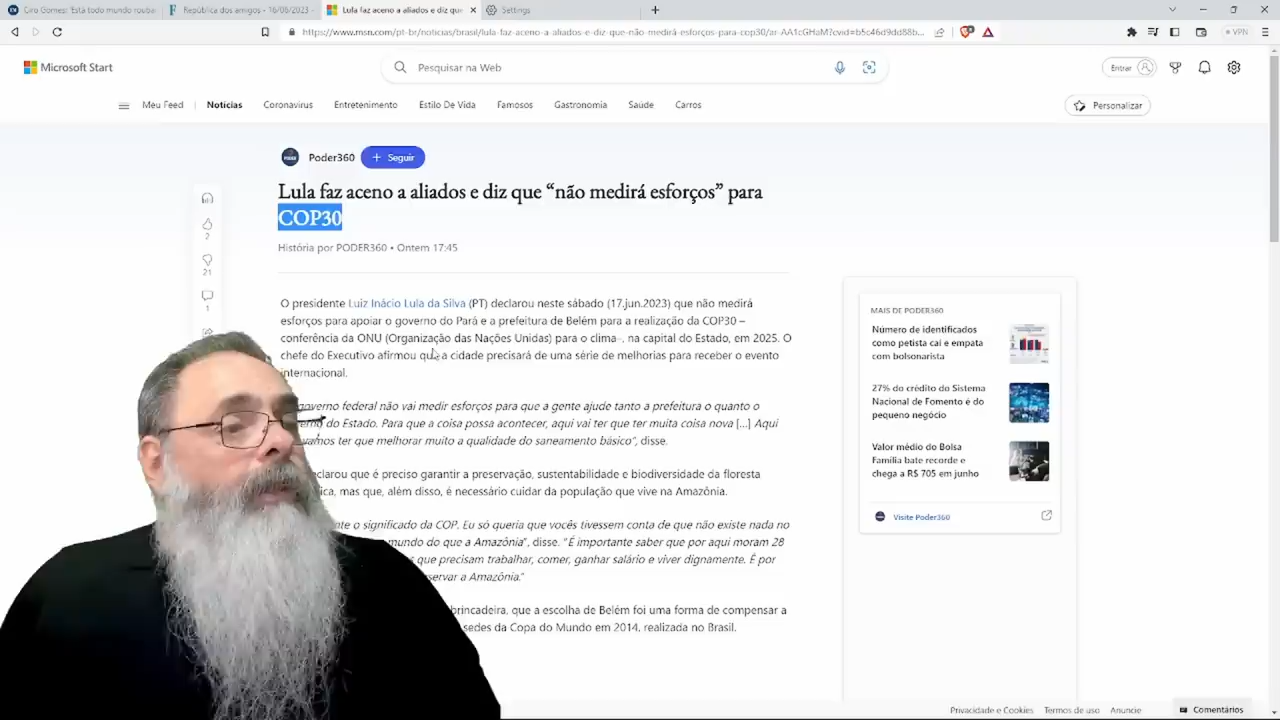 Ciro Gomes: "Está todo mundo rouba
República dos amigos - 16/06/2023 -
Lula faz aceno a aliados e diz que
Settings
https://www.msn.com/pt-br/noticias/brasil/lula-faz-aceno-a-aliados-e-diz-que-não-medirá-esforços-para-cop30/ar-AA1cGHaM?cvid=b5c46d9dd88b...
VPN
Microsoft Start
Pesquisar na Web
Entrar
Meu Feed
Notícias
Coronavirus
Entretenimento
Estilo De Vida
Famosos
Gastronomia
Saúde
Carros
Personalizar
Poder360
Seguir
Lula faz aceno a aliados e diz que “não medirá esforços” para
COP30
História por PODER360 • Ontem 17:45
2
21
1
O presidente Luiz Inácio Lula da Silva (PT) declarou neste sábado (17.jun.2023) que não medirá
esforços para apoiar o governo do Pará e a prefeitura de Belém para a realização da COP30 –
conferência da ONU (Organização das Nações Unidas) para o clima–, na capital do Estado, em 2025. O
chefe do Executivo afirmou que a cidade precisará de uma série de melhorias para receber o evento
internacional.
governo federal não vai medir esforços para que a gente ajude tanto a prefeitura o quanto o
do Estado. Para que a coisa possa acontecer, aqui vai ter que ter muita coisa nova [...] Aqui
vamos ter que melhorar muito a qualidade do saneamento básico”, disse.
clarou que é preciso garantir a preservação, sustentabilidade e biodiversidade da floresta
ica, mas que, além disso, é necessário cuidar da população que vive na Amazônia.
te o significado da COP. Eu só queria que vocês tivessem conta de que não existe nada no
mundo do que a Amazônia”, disse. “É importante saber que por aqui moram 28
que precisam trabalhar, comer, ganhar salário e viver dignamente. É por
servar a Amazônia.”
brincadeira, que a escolha de Belém foi uma forma de compensar a
sedes da Copa do Mundo em 2014, realizada no Brasil.
MAIS DE PODER360
Número de identificados
como petista cai e empata
com bolsonarista
27% do crédito do Sistema
Nacional de Fomento é do
pequeno negócio
Valor médio do Bolsa
Família bate recorde e
chega a R$ 705 em junho
Visite Poder360
Privacidade e Cookies
Termos de uso
Anuncie
Comentários